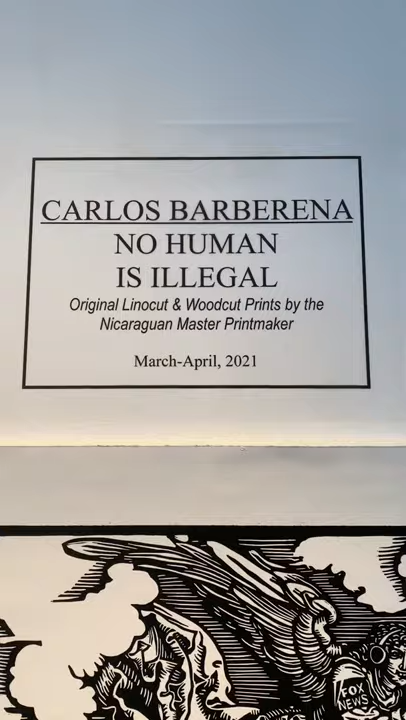 CARLOS BARBERENA
NO HUMAN
IS ILLEGAL
Original Linocut & Woodcut Prints by the
Nicaraguan Master Printmaker
March-April, 2021
FOX
NEWS